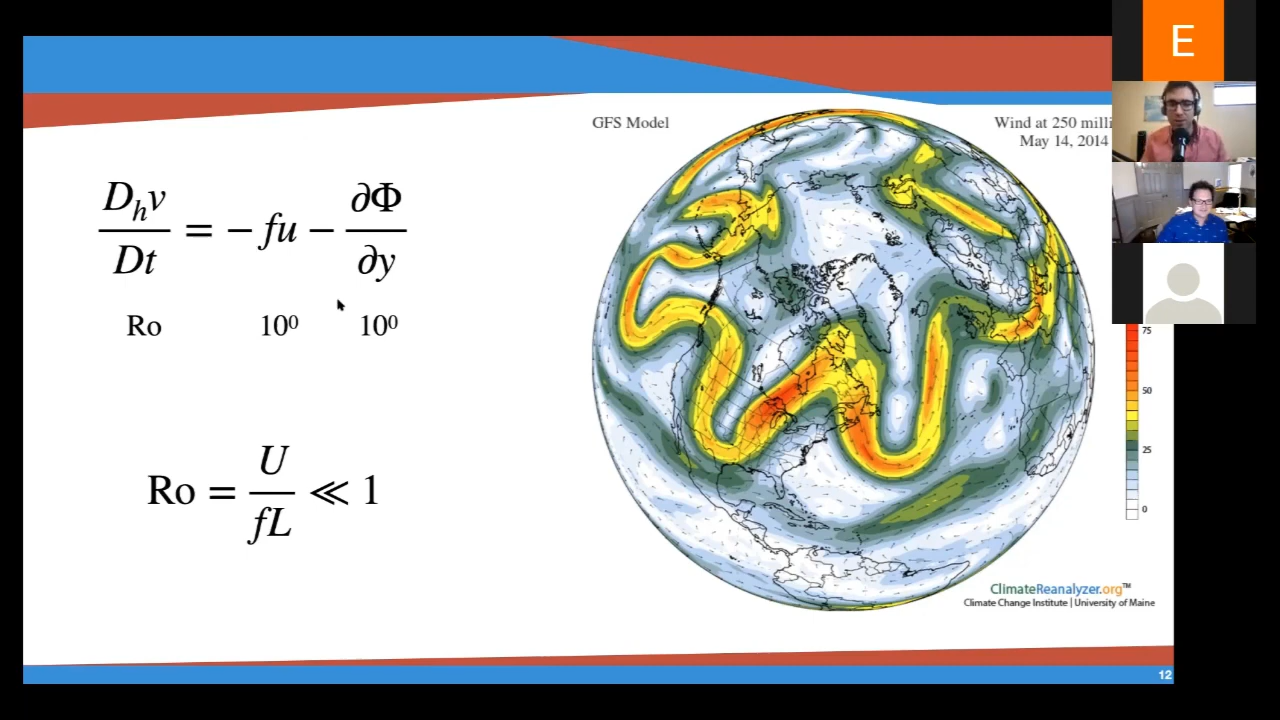 E
GFS Model
Wind at 250 milli
May 14, 2014
D_h v / Dt = − fu − ∂Φ / ∂y
Ro 10⁰ 10⁰
Ro = U / fL ≪ 1
75
50
25
0
ClimateReanalyzer.org™
Climate Change Institute | University of Maine
12